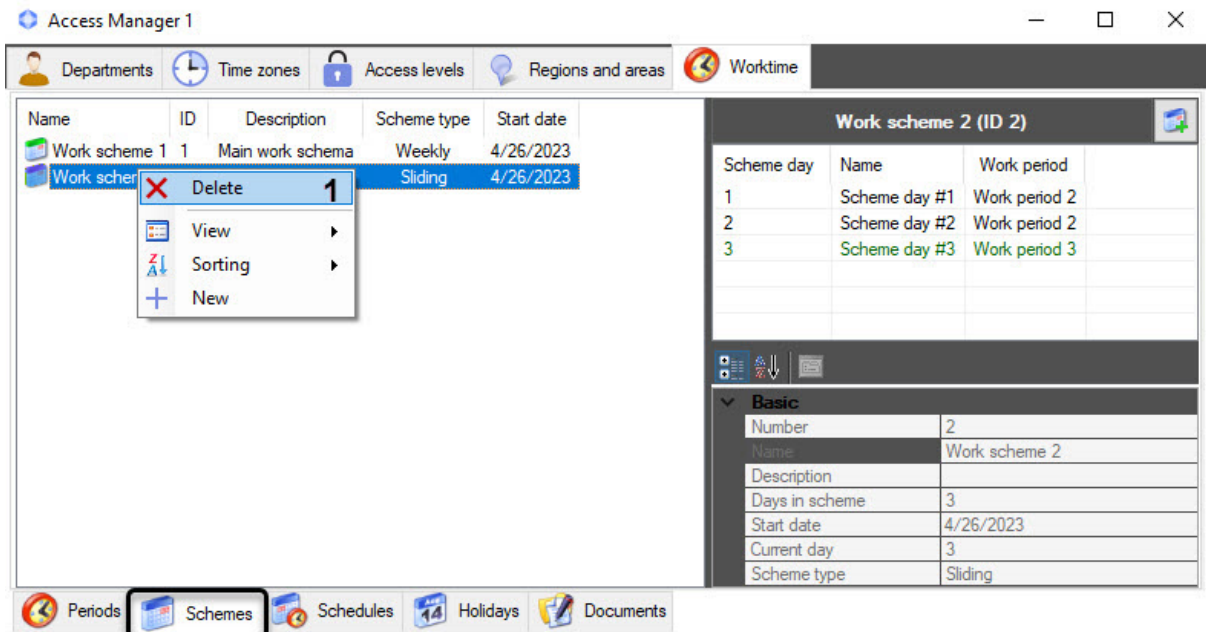 Access Manager 1
Departments Time zones Access levels Regions and areas Worktime
Name ID Description Scheme type Start date
Work scheme 1 1 Main work schema Weekly 4/26/2023
Work scher Sliding 4/26/2023
Delete 1
View
Sorting
New
Work scheme 2 (ID 2)
Scheme day Name Work period
1 Scheme day #1 Work period 2
2 Scheme day #2 Work period 2
3 Scheme day #3 Work period 3
Basic
Number 2
Name Work scheme 2
Description
Days in scheme 3
Start date 4/26/2023
Current day 3
Scheme type Sliding
Periods Schemes Schedules Holidays Documents